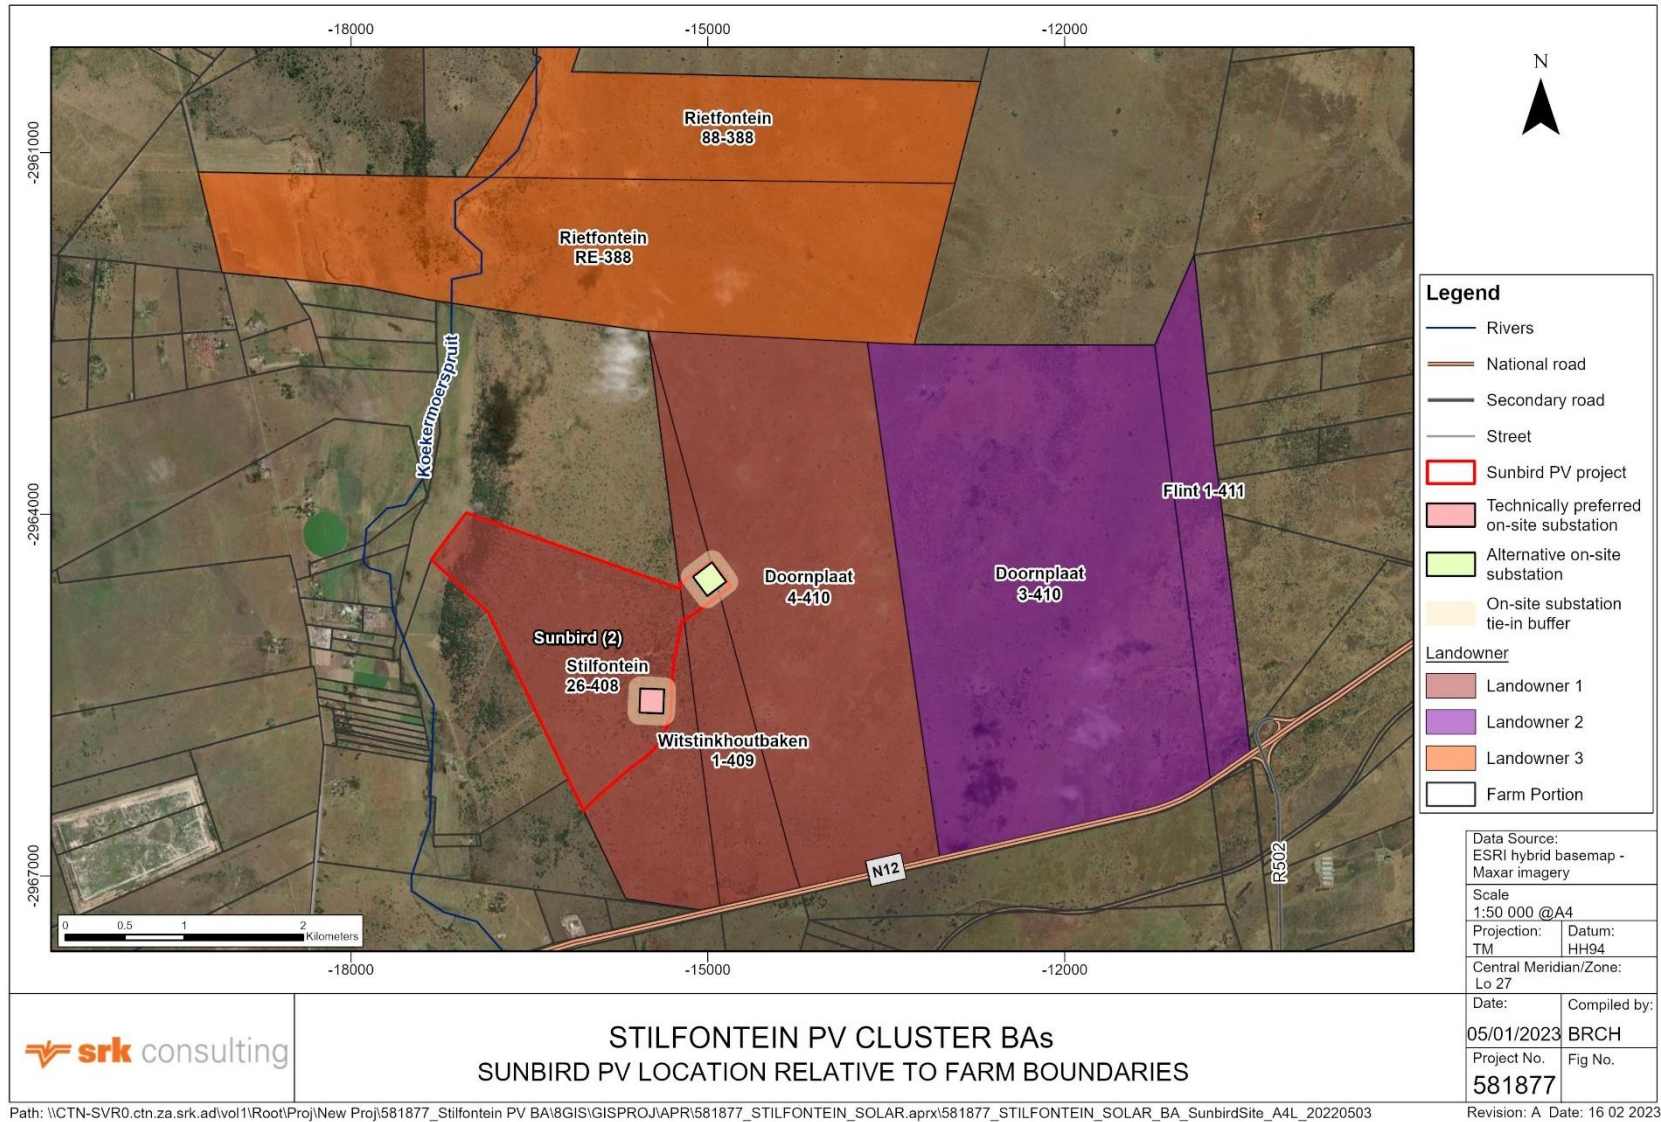 -18000
-15000
-12000
N
-2961000
-2964000
-2967000
Rietfontein
88-388
Rietfontein
RE-388
Koekermoerspruit
Flint 1-411
Doornplaat
4-410
Doornplaat
3-410
Sunbird (2)
Stilfontein
26-408
Witstinkhoutbaken
1-409
N12
R502
0
0.5
1
2
Kilometers
-18000
-15000
-12000
Legend
Rivers
National road
Secondary road
Street
Sunbird PV project
Technically preferred
on-site substation
Alternative on-site
substation
On-site substation
tie-in buffer
Landowner
Landowner 1
Landowner 2
Landowner 3
Farm Portion
Data Source:
ESRI hybrid basemap -
Maxar imagery
Scale
1:50 000 @A4
Projection:
TM
Datum:
HH94
Central Meridian/Zone:
Lo 27
Date:
05/01/2023
Compiled by:
BRCH
Project No.
581877
Fig No.
srk consulting
STILFONTEIN PV CLUSTER BAs
SUNBIRD PV LOCATION RELATIVE TO FARM BOUNDARIES
Path: \\CTN-SVR0.ctn.za.srk.ad\vol1\Root\Proj\New Proj\581877_Stilfontein PV BA\8GIS\GISPROJ\APR\581877_STILFONTEIN_SOLAR.aprx\581877_STILFONTEIN_SOLAR_BA_SunbirdSite_A4L_20220503
Revision: A Date: 16 02 2023